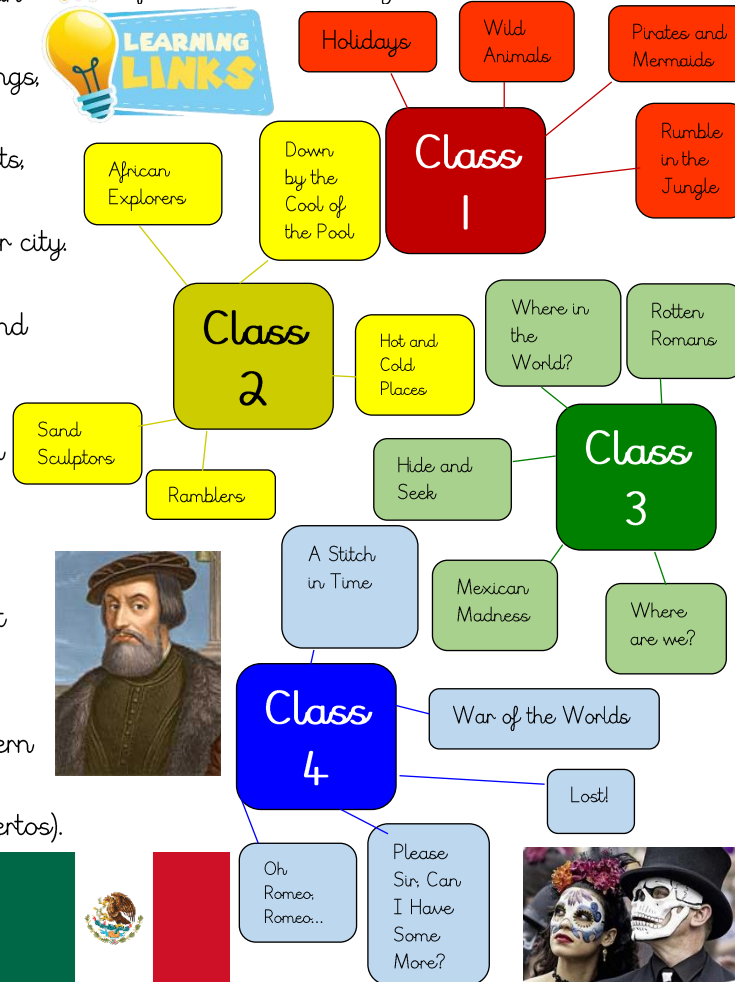 LEARNING
LINKS
Holidays
Wild
Animals
Pirates and
Mermaids
Rumble
in the
Jungle
Class
1
African
Explorers
Down
by the
Cool of
the Pool
Class
2
Hot and
Cold
Places
Sand
Sculptors
Ramblers
Where in
the
World?
Rotten
Romans
Class
3
Hide and
Seek
Mexican
Madness
Where
are we?
A Stitch
in Time
Class
4
War of the Worlds
Lost!
Oh
Romeo,
Romeo...
Please
Sir, Can
I Have
Some
More?
ngs,
ts,
r city.
nd
t
ern
ertos).